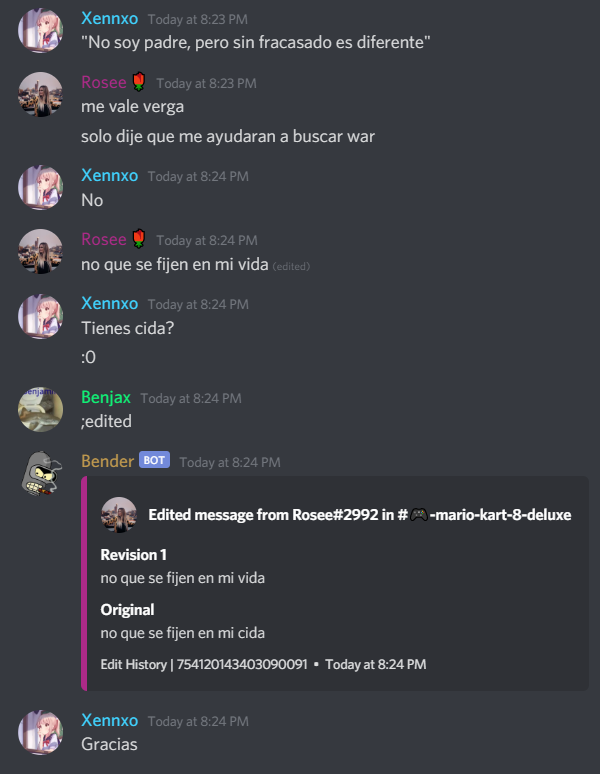 Xennxo Today at 8:23 PM
"No soy padre, pero sin fracasado es diferente"
Rosee🌹 Today at 8:23 PM
me vale verga
solo dije que me ayudaran a buscar war
Xennxo Today at 8:24 PM
No
Rosee🌹 Today at 8:24 PM
no que se fijen en mi vida (edited)
Xennxo Today at 8:24 PM
Tienes cida?
:0
Benjax Today at 8:24 PM
;edited
Bender BOT Today at 8:24 PM
Edited message from Rosee#2992 in #🎮-mario-kart-8-deluxe
Revision 1
no que se fijen en mi vida
Original
no que se fijen en mi cida
Edit History | 754120143403090091 • Today at 8:24 PM
Xennxo Today at 8:24 PM
Gracias